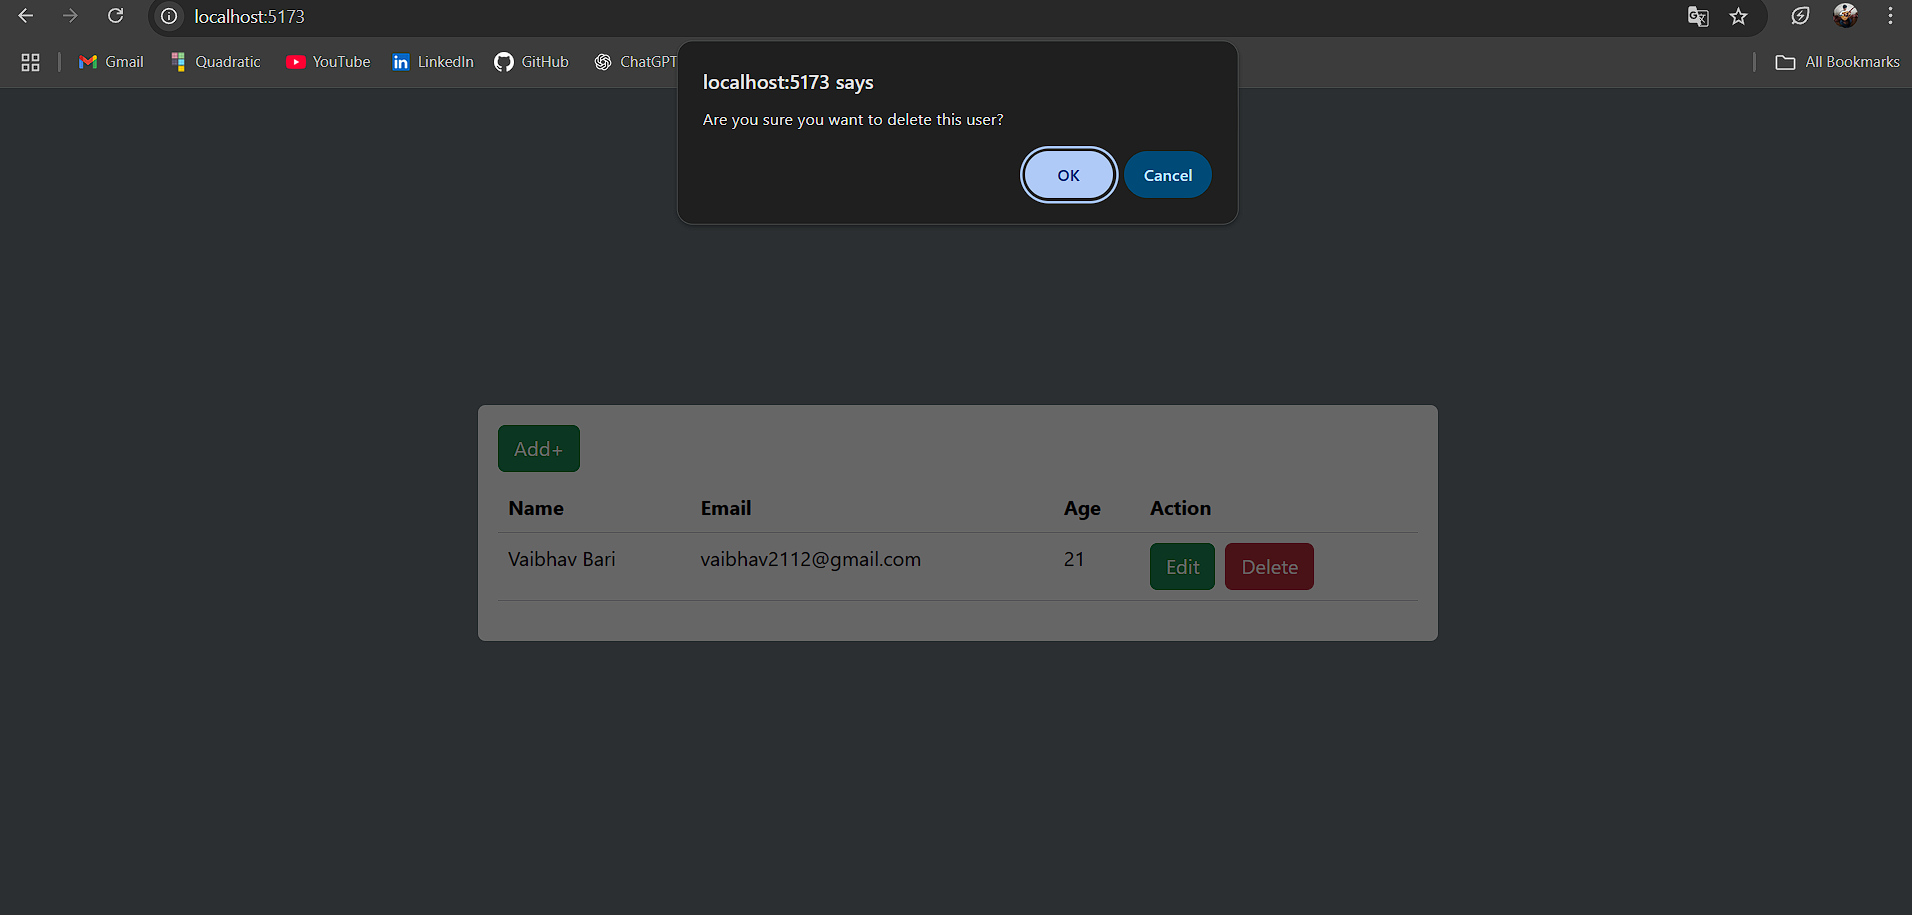 localhost:5173
Gmail Quadratic YouTube LinkedIn GitHub ChatGPT All Bookmarks
localhost:5173 says
Are you sure you want to delete this user?
OK Cancel
Add+
Name Email Age Action
Vaibhav Bari vaibhav2112@gmail.com 21 Edit Delete